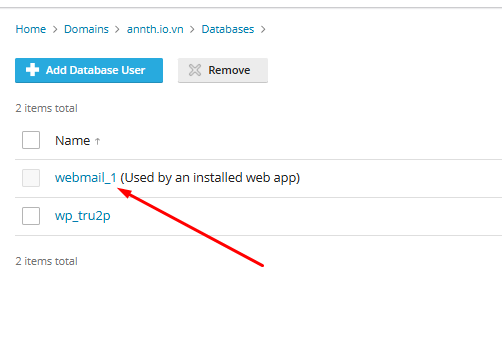 Home > Domains > annth.io.vn > Databases >
Add Database User Remove
2 items total
Name ↑
webmail_1 (Used by an installed web app)
wp_tru2p
2 items total